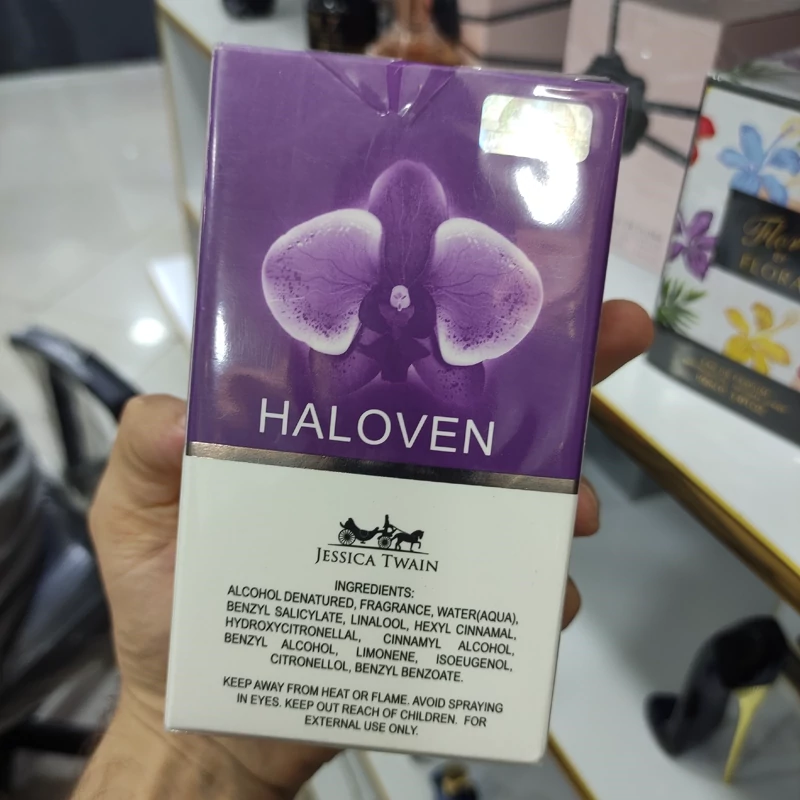 HALOVEN
JESSICA TWAIN
INGREDIENTS:
ALCOHOL DENATURED, FRAGRANCE, WATER(AQUA),
BENZYL SALICYLATE, LINALOOL, HEXYL CINNAMAL,
HYDROXYCITRONELLAL, CINNAMYL ALCOHOL,
BENZYL ALCOHOL, LIMONENE, ISOEUGENOL,
CITRONELLOL, BENZYL BENZOATE.
KEEP AWAY FROM HEAT OR FLAME. AVOID SPRAYING
IN EYES. KEEP OUT REACH OF CHILDREN. FOR
EXTERNAL USE ONLY.